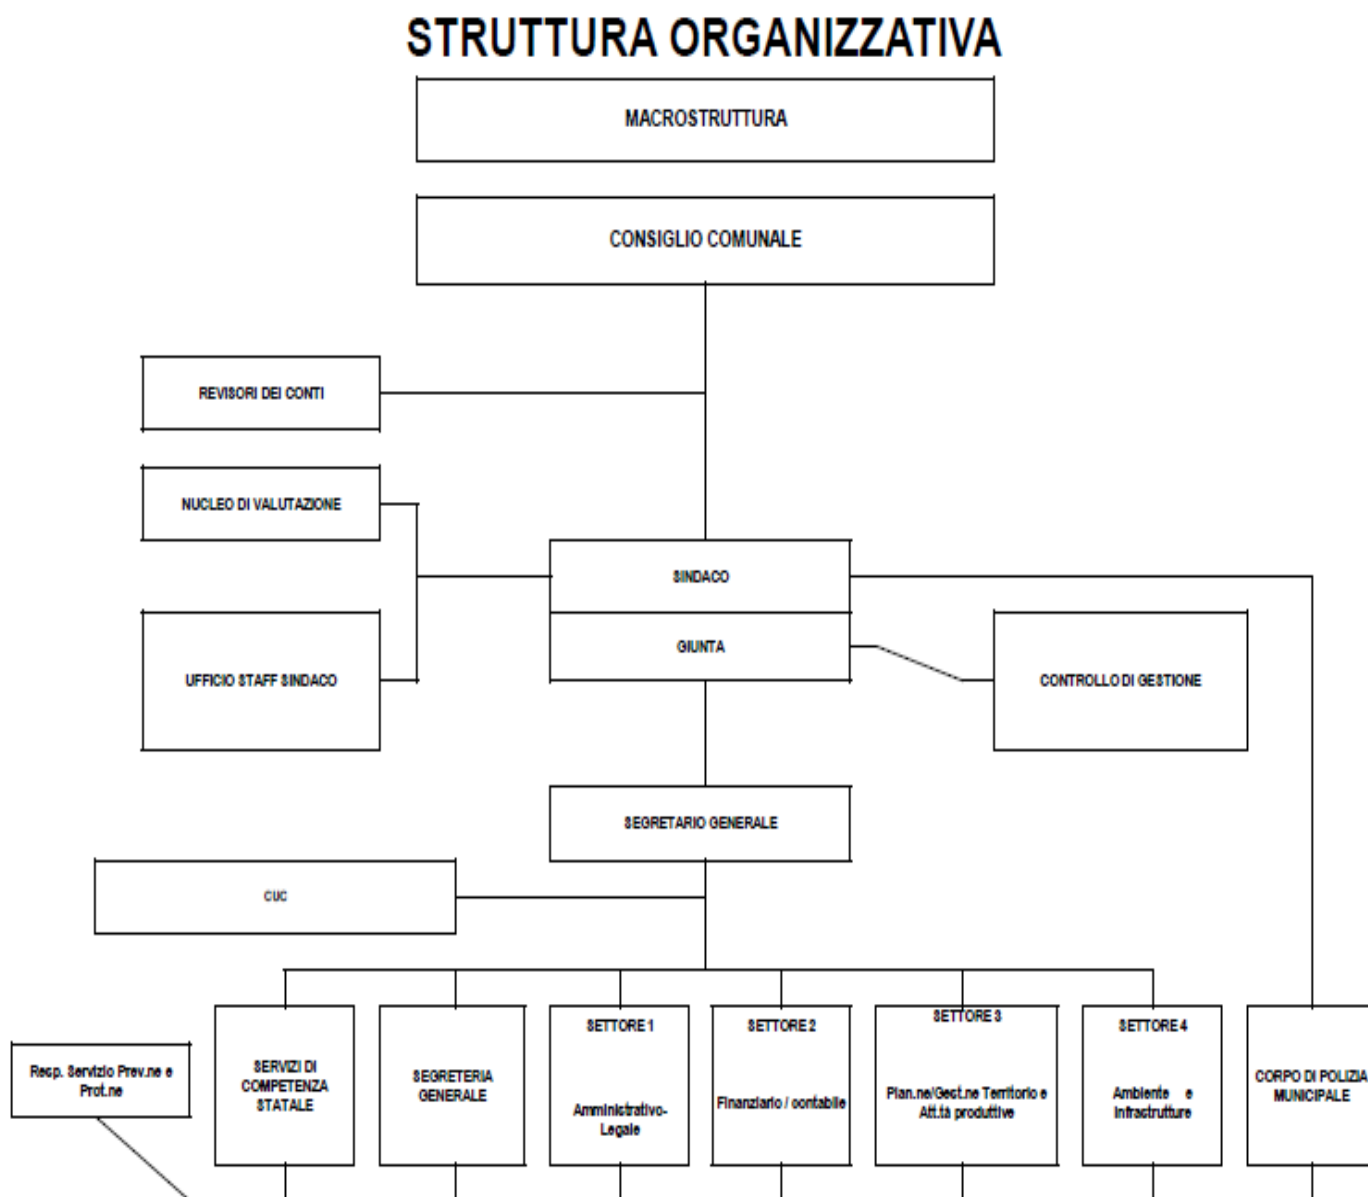 STRUTTURA ORGANIZZATIVA
MACROSTRUTTURA
CONSIGLIO COMUNALE
REVISORI DEI CONTI
NUCLEO DI VALUTAZIONE
SINDACO
GIUNTA
UFFICIO STAFF SINDACO
CONTROLLO DI GESTIONE
SEGRETARIO GENERALE
CUC
Resp. Servizio Prev.ne e
Prot.ne
SERVIZI DI
COMPETENZA
STATALE
SEGRETERIA
GENERALE
SETTORE 1
Amministrativo-
Legale
SETTORE 2
Finanziario / contabile
SETTORE 3
Plan.ne/Gest.ne Territorio e
Att.tà produttive
SETTORE 4
Ambiente e
Infrastrutture
CORPO DI POLIZIA
MUNICIPALE